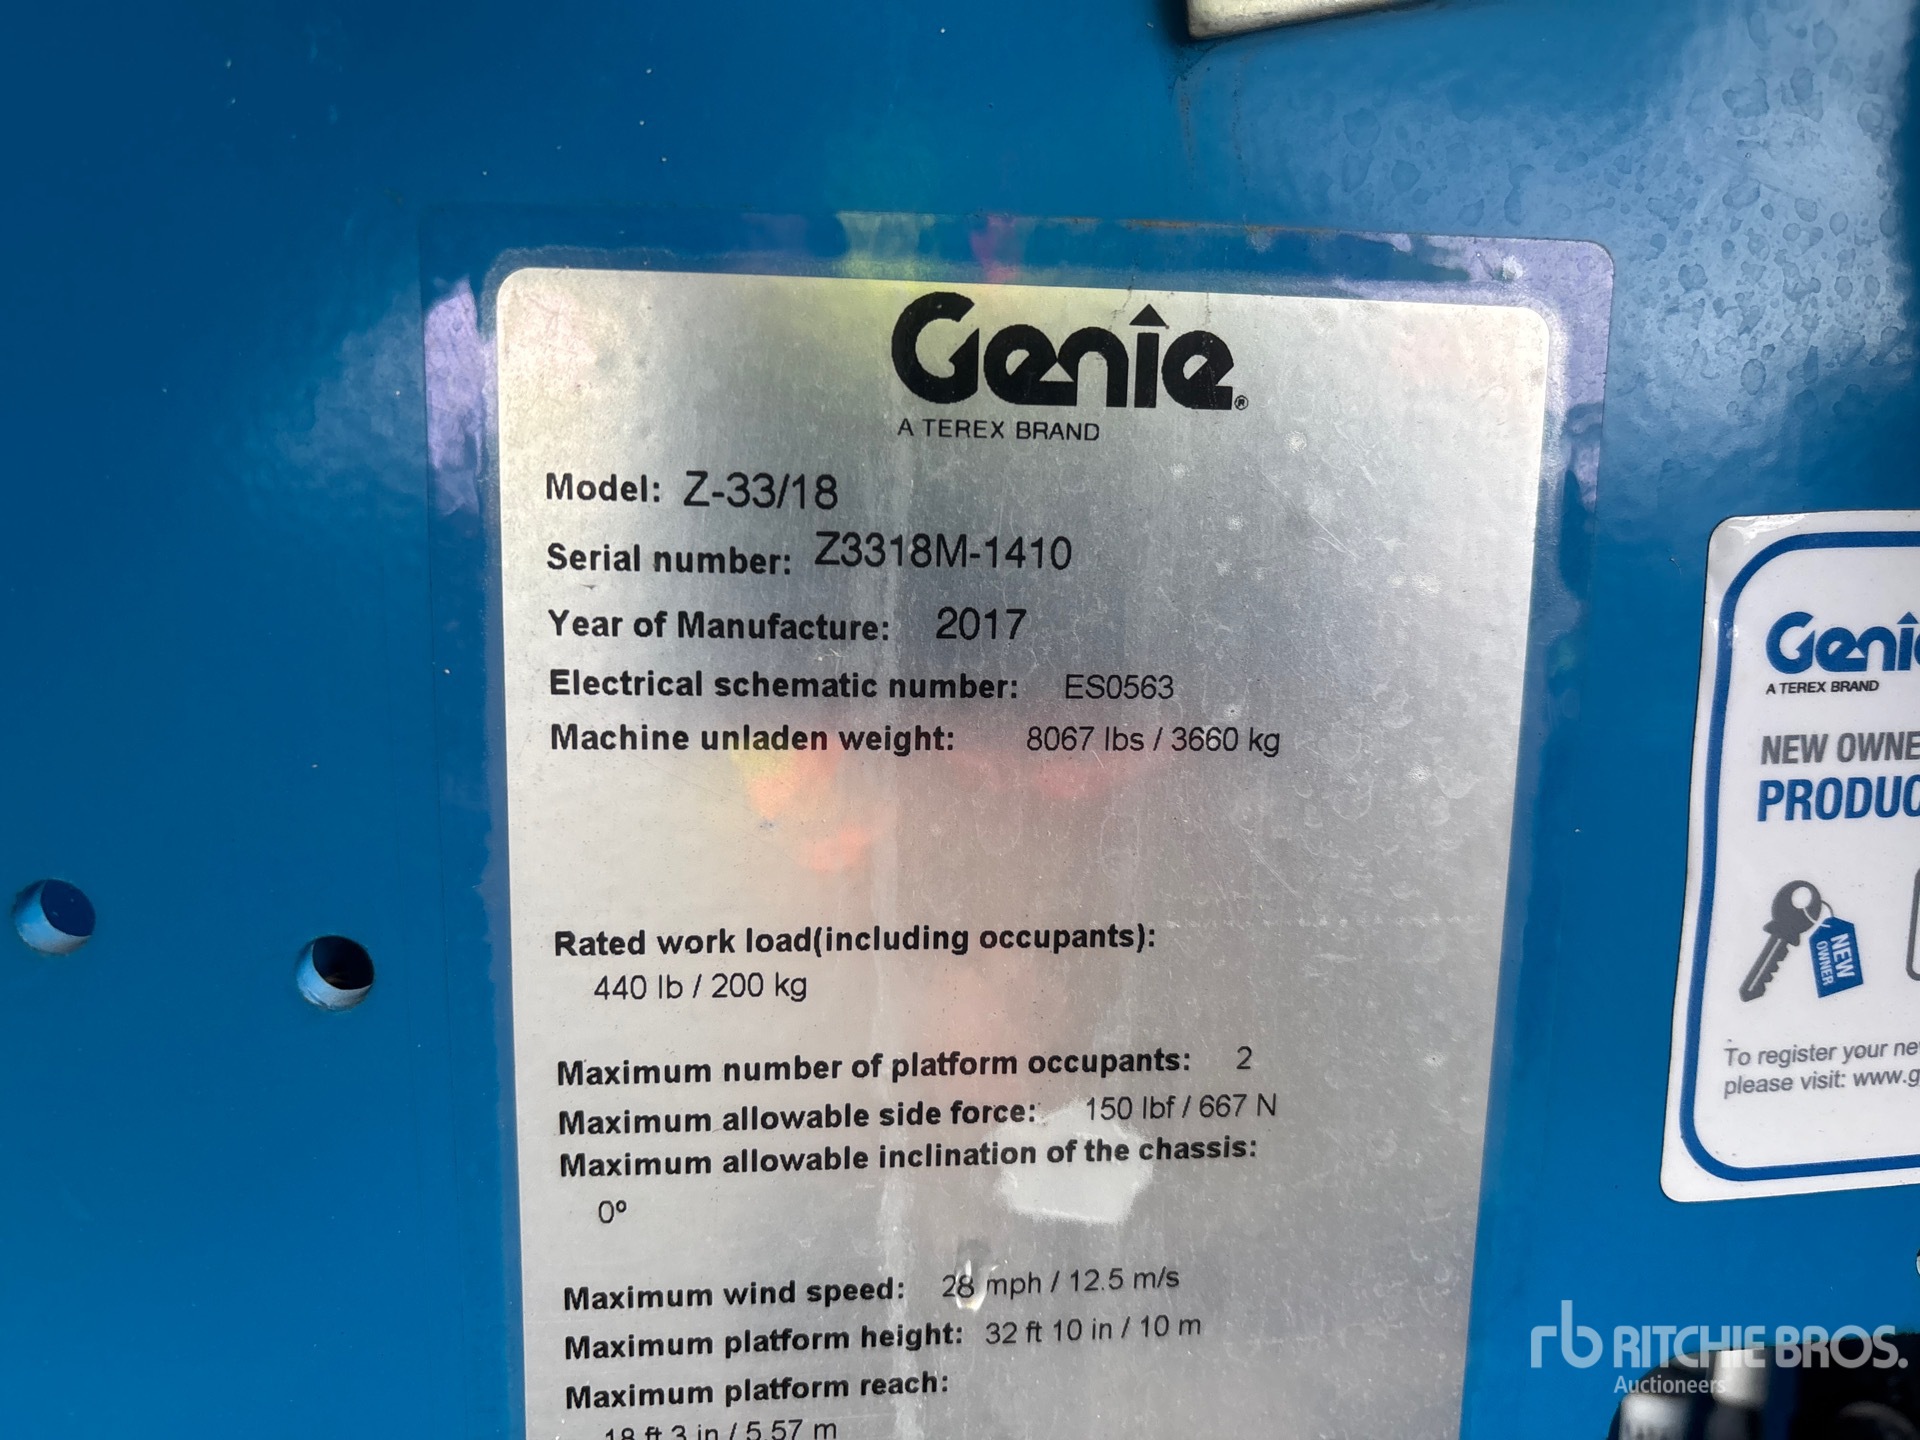 Genie®
A TEREX BRAND
Model: Z-33/18
Serial number: Z3318M-1410
Year of Manufacture: 2017
Electrical schematic number: ES0563
Machine unladen weight: 8067 lbs / 3660 kg
Rated work load(including occupants):
440 lb / 200 kg
Maximum number of platform occupants: 2
Maximum allowable side force: 150 lbf / 667 N
Maximum allowable inclination of the chassis:
0°
Maximum wind speed: 28 mph / 12.5 m/s
Maximum platform height: 32 ft 10 in / 10 m
Maximum platform reach:
18 ft 3 in / 5.57 m
Genie
A TEREX BRAND
NEW OWNE
PRODUC
NEW
OWNER
To register your ne
please visit: www.g
rb RITCHIE BROS.
Auctioneers